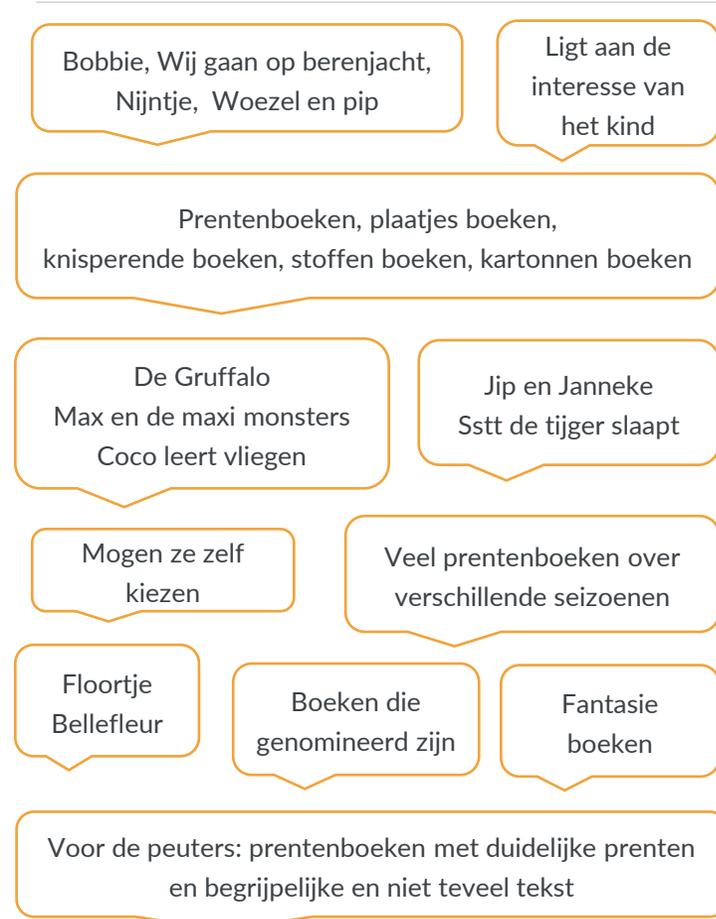 Bobbie, Wij gaan op berenjacht,
Nijntje, Woezel en pip
Ligt aan de
interesse van
het kind
Prentenboeken, plaatjes boeken,
knisperende boeken, stoffen boeken, kartonnen boeken
De Gruffalo
Max en de maxi monsters
Coco leert vliegen
Jip en Janneke
Sstt de tijger slaapt
Mogen ze zelf
kiezen
Veel prentenboeken over
verschillende seizoenen
Floortje
Bellefleur
Boeken die
genomineerd zijn
Fantasie
boeken
Voor de peuters: prentenboeken met duidelijke prenten
en begrijpelijke en niet teveel tekst